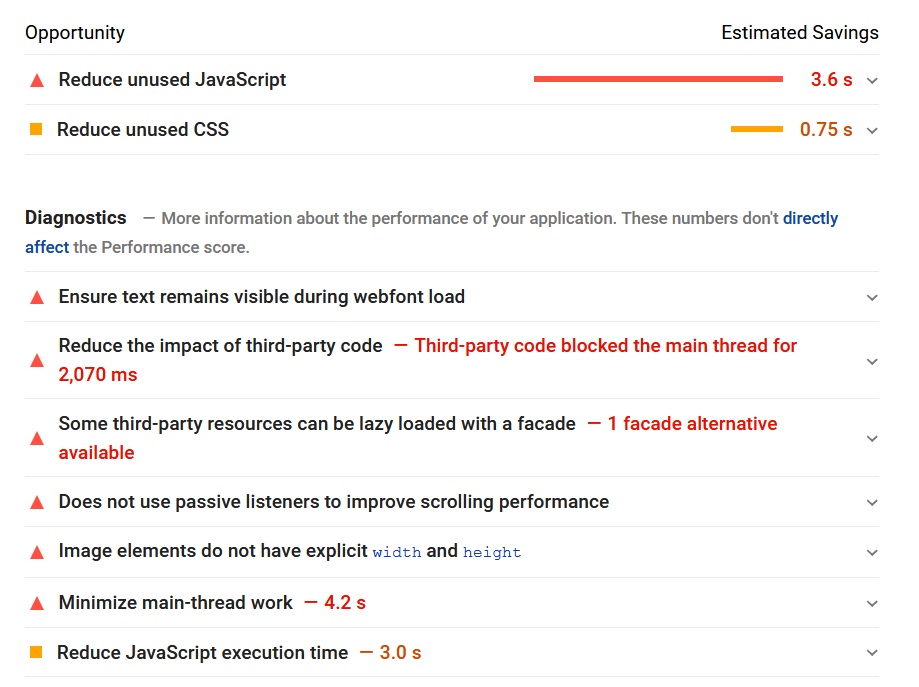 Opportunity Estimated Savings
Reduce unused JavaScript 3.6 s
Reduce unused CSS 0.75 s
Diagnostics — More information about the performance of your application. These numbers don't directly
affect the Performance score.
Ensure text remains visible during webfont load
Reduce the impact of third-party code — Third-party code blocked the main thread for
2,070 ms
Some third-party resources can be lazy loaded with a facade — 1 facade alternative
available
Does not use passive listeners to improve scrolling performance
Image elements do not have explicit width and height
Minimize main-thread work — 4.2 s
Reduce JavaScript execution time — 3.0 s